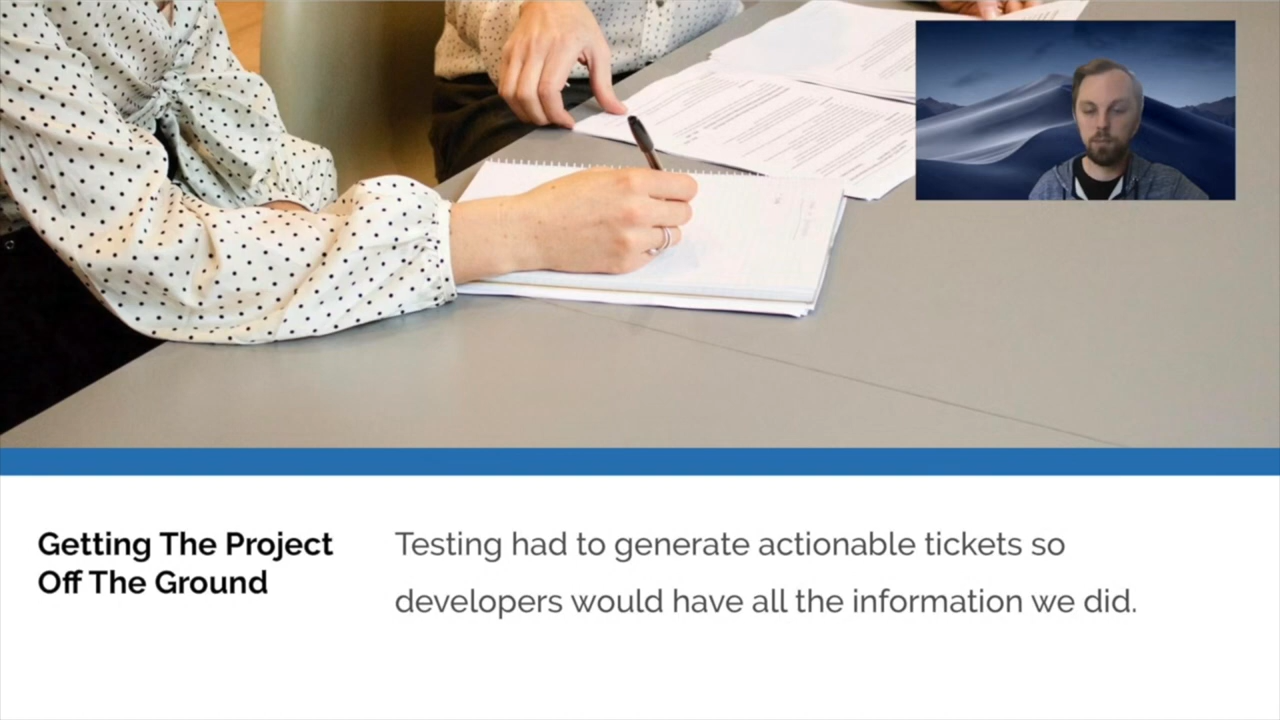 Getting The Project
Off The Ground
Testing had to generate actionable tickets so
developers would have all the information we did.